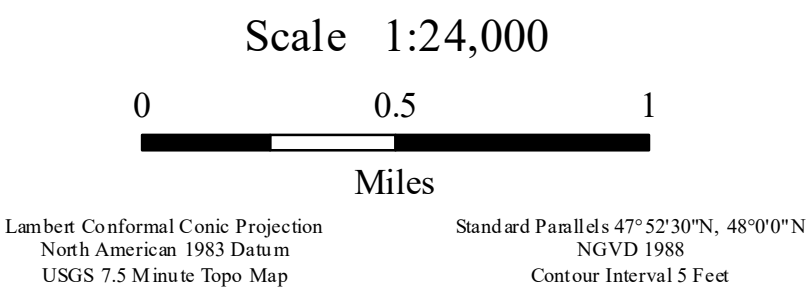 Scale 1:24,000
0 0.5 1
Miles
Lambert Conformal Conic Projection
North American 1983 Datum
USGS 7.5 Minute Topo Map
Standard Parallels 47°52'30"N, 48°0'0"N
NGVD 1988
Contour Interval 5 Feet